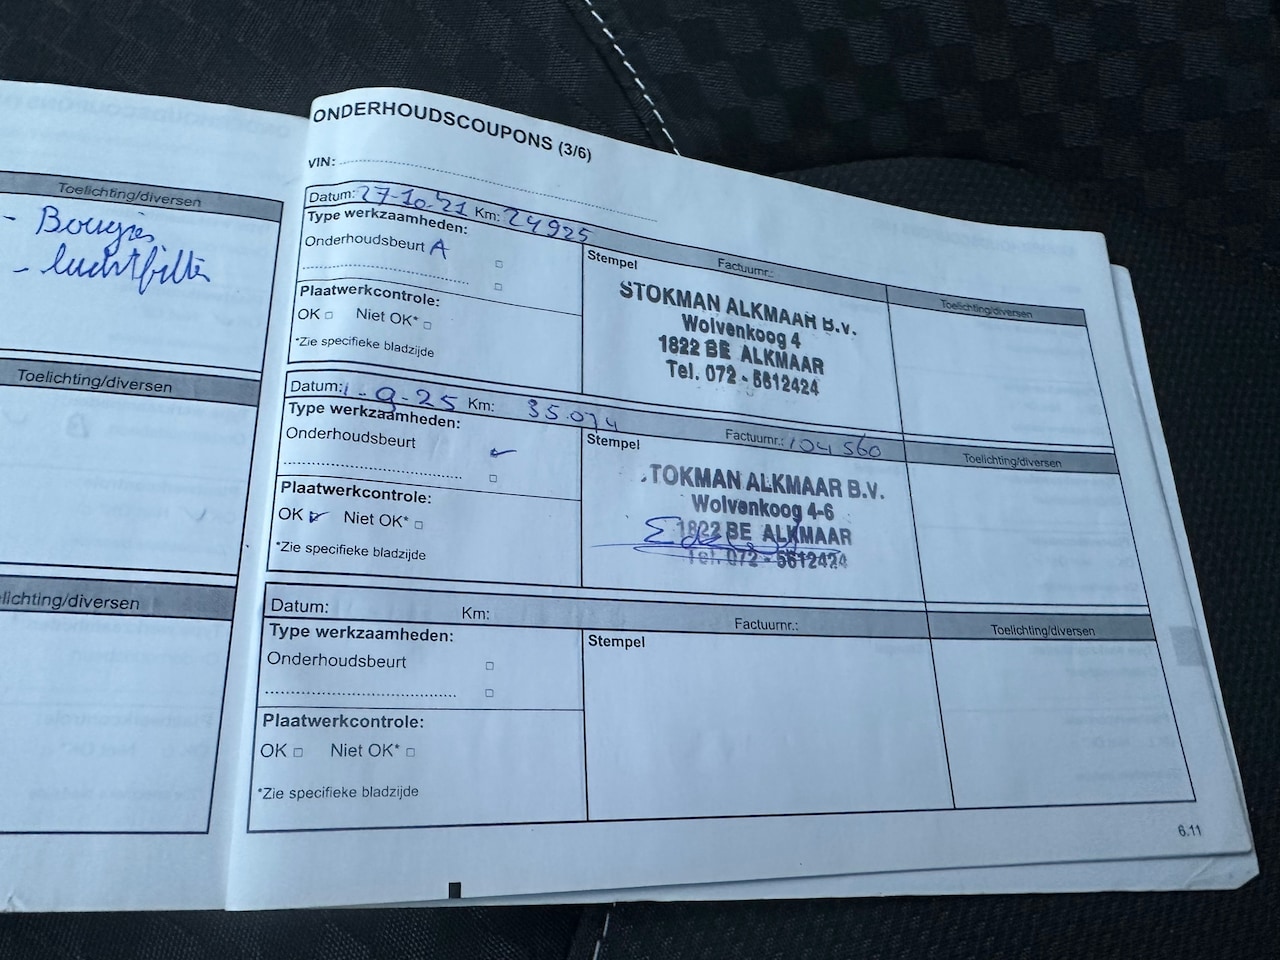 Toelichting/diversen
- Bougies
- luchtfilter
Toelichting/diversen
Toelichting/diversen
ONDERHOUDSCOUPONS (3/6)
VIN:
Datum: 27-10-'21 Km: 24925
Type werkzaamheden:
Onderhoudsbeurt A
Plaatwerkcontrole:
OK □ Niet OK* □
*Zie specifieke bladzijde
Stempel
Factuurnr.:
Toelichting/diversen
STOKMAN ALKMAAR B.V.
Wolvenkoog 4
1822 BE ALKMAAR
Tel. 072 - 5612424
Datum: 1-9-25 Km: 35.074
Type werkzaamheden:
Onderhoudsbeurt
Plaatwerkcontrole:
OK Niet OK* □
*Zie specifieke bladzijde
Stempel
Factuurnr.: 104560
Toelichting/diversen
.TOKMAN ALKMAAR B.V.
Wolvenkoog 4-6
1822 BE ALKMAAR
Tel. 072 - 5612424
Datum: Km:
Type werkzaamheden:
Onderhoudsbeurt □
Plaatwerkcontrole:
OK □ Niet OK* □
*Zie specifieke bladzijde
Stempel
Factuurnr.:
Toelichting/diversen
6.11